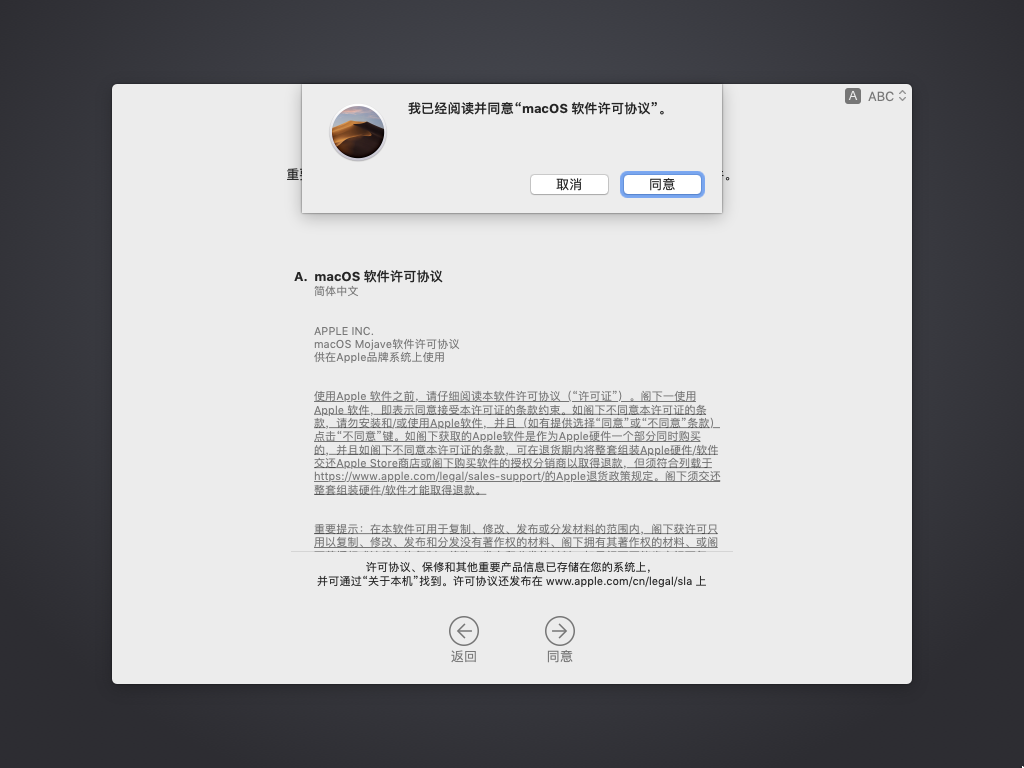 A ABC
我已经阅读并同意“macOS 软件许可协议”。
取消 同意
A. macOS 软件许可协议
简体中文
APPLE INC.
macOS Mojave软件许可协议
供在Apple品牌系统上使用
使用Apple 软件之前，请仔细阅读本软件许可协议（“许可证”）。阁下一使用
Apple 软件，即表示同意接受本许可证的条款约束。如阁下不同意本许可证的条
款，请勿安装和/或使用Apple软件，并且（如有提供选择“同意”或“不同意”条款）
点击“不同意”键。如阁下获取的Apple软件是作为Apple硬件一个部分同时购买
的，并且如阁下不同意本许可证的条款，可在退货期内将整套组装Apple硬件/软件
交还Apple Store商店或阁下购买软件的授权分销商以取得退款，但须符合列载于
https://www.apple.com/legal/sales-support/的Apple退货政策规定。阁下须交还
整套组装硬件/软件才能取得退款。
重要提示：在本软件可用于复制、修改、发布或分发材料的范围内，阁下获许可只
用以复制、修改、发布和分发没有著作权的材料、阁下拥有其著作权的材料、或阁
许可协议、保修和其他重要产品信息已存储在您的系统上，
并可通过“关于本机”找到。许可协议还发布在 www.apple.com/cn/legal/sla 上
返回 同意